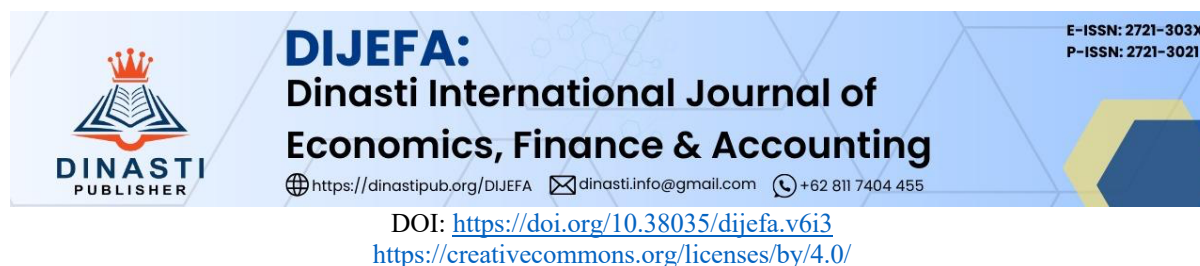 E-ISSN: 2721-303X
P-ISSN: 2721-3021
DIJEFA:
Dinasti International Journal of
Economics, Finance & Accounting
DINASTI
PUBLISHER
https://dinastipub.org/DIJEFA dinasti.info@gmail.com +62 811 7404 455
DOI: https://doi.org/10.38035/dijefa.v6i3
https://creativecommons.org/licenses/by/4.0/